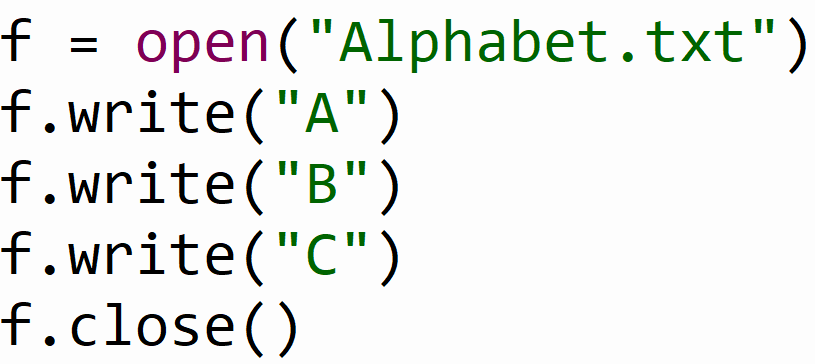 f = open("Alphabet.txt")
f.write("A")
f.write("B")
f.write("C")
f.close()